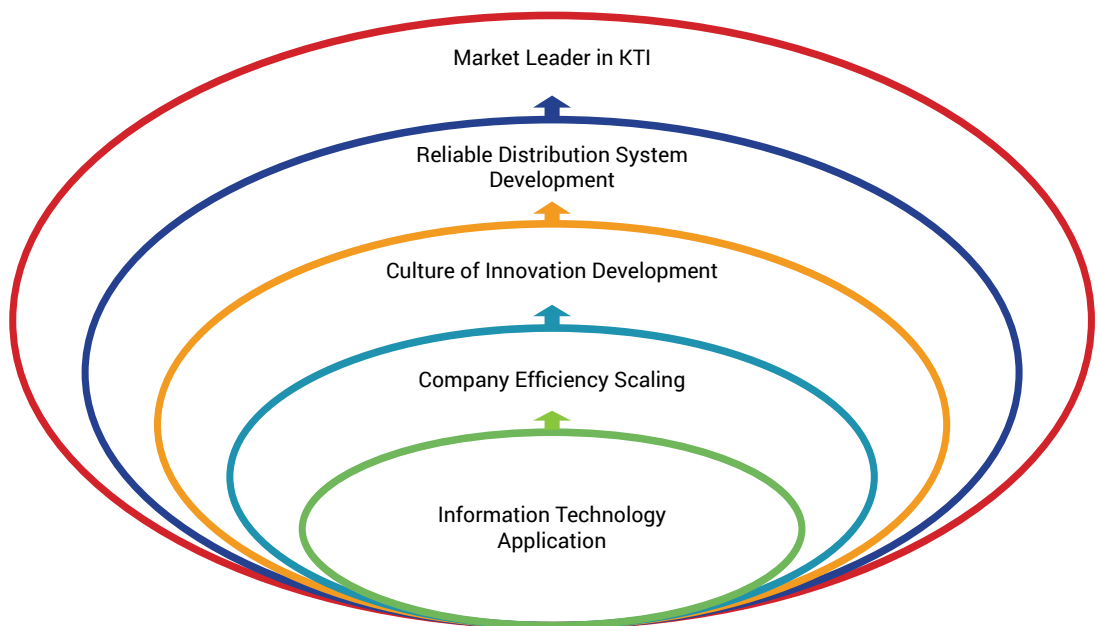 Market Leader in KTI
Reliable Distribution System
Development
Culture of Innovation Development
Company Efficiency Scaling
Information Technology
Application